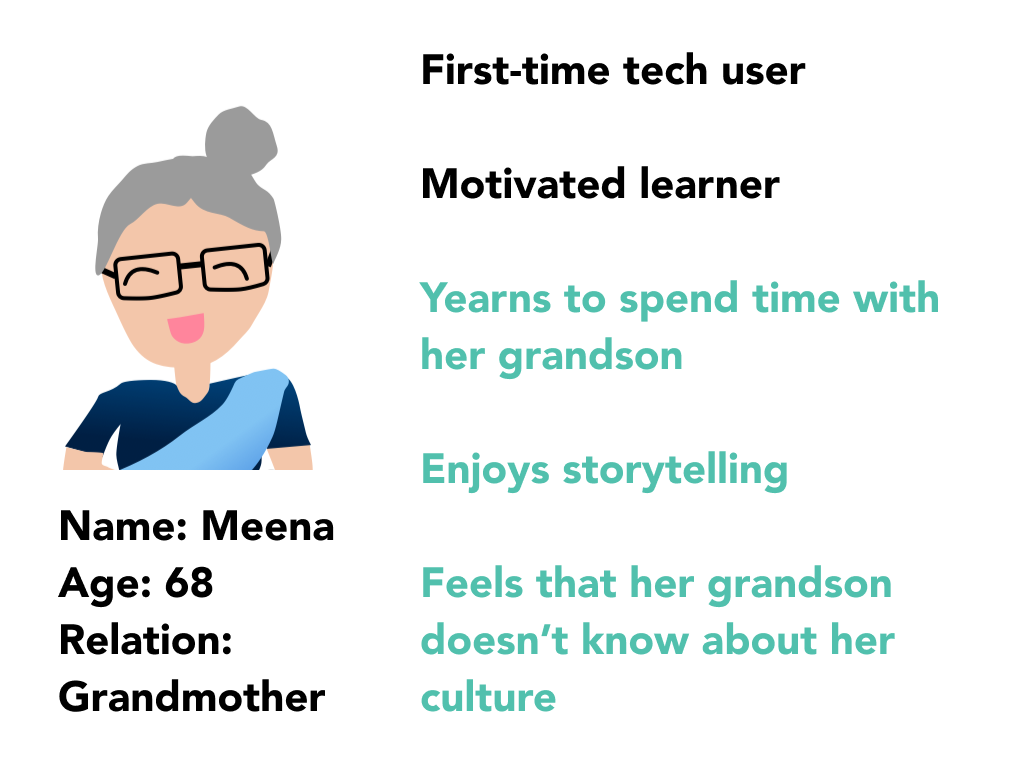 First-time tech user
Motivated learner
Yearns to spend time with
her grandson
Enjoys storytelling
Feels that her grandson
doesn’t know about her
culture
Name: Meena
Age: 68
Relation:
Grandmother